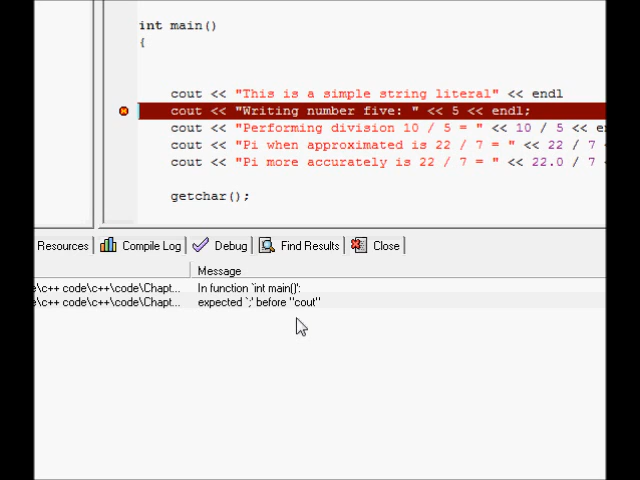 int main()
{
cout << "This is a simple string literal" << endl
cout << "Writing number five: " << 5 << endl;
cout << "Performing division 10 / 5 = " << 10 / 5 <<
cout << "Pi when approximated is 22 / 7 = " << 22 / 7
cout << "Pi more accurately is 22 / 7 = " << 22.0 / 7
getchar();
Resources Compile Log Debug Find Results Close
Message
\c++ code\c++\code\Chapt... In function `int main()':
\c++ code\c++\code\Chapt... expected `;' before "cout"